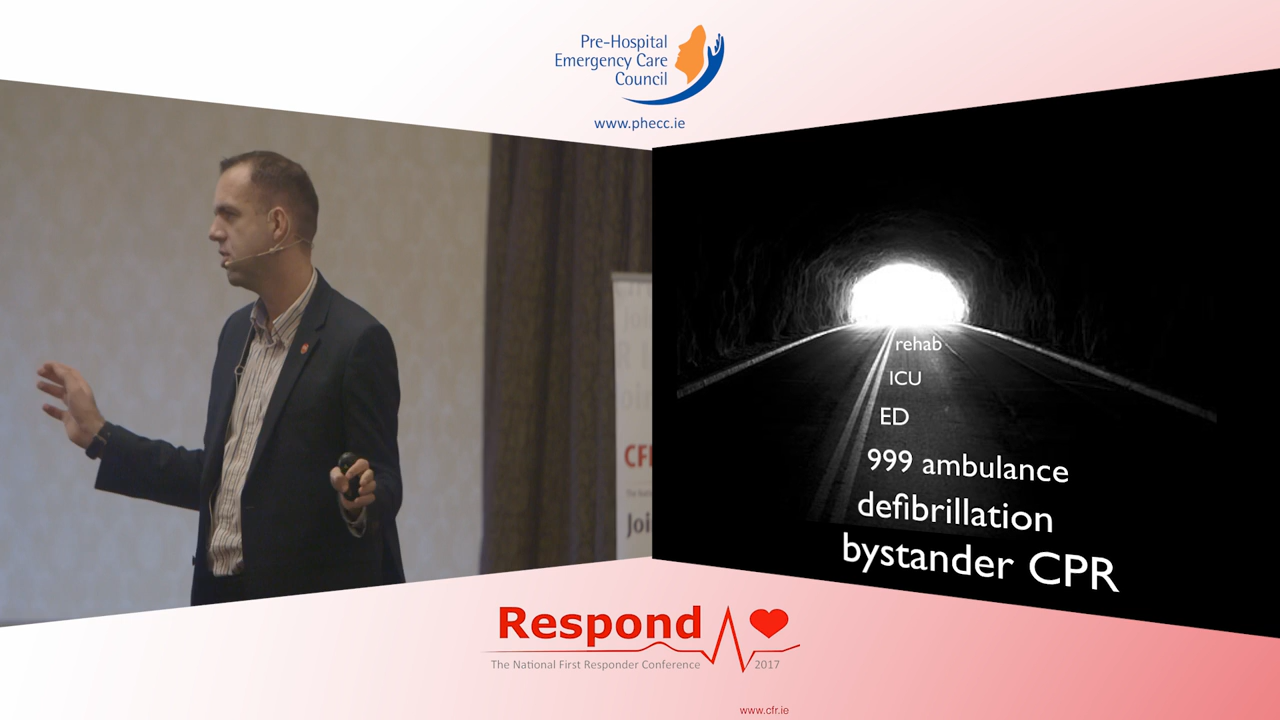 Pre-Hospital
Emergency Care
Council
www.phecc.ie
CF
Joi
rehab
ICU
ED
999 ambulance
defibrillation
bystander CPR
Respond
The National First Responder Conference 2017
www.cfr.ie